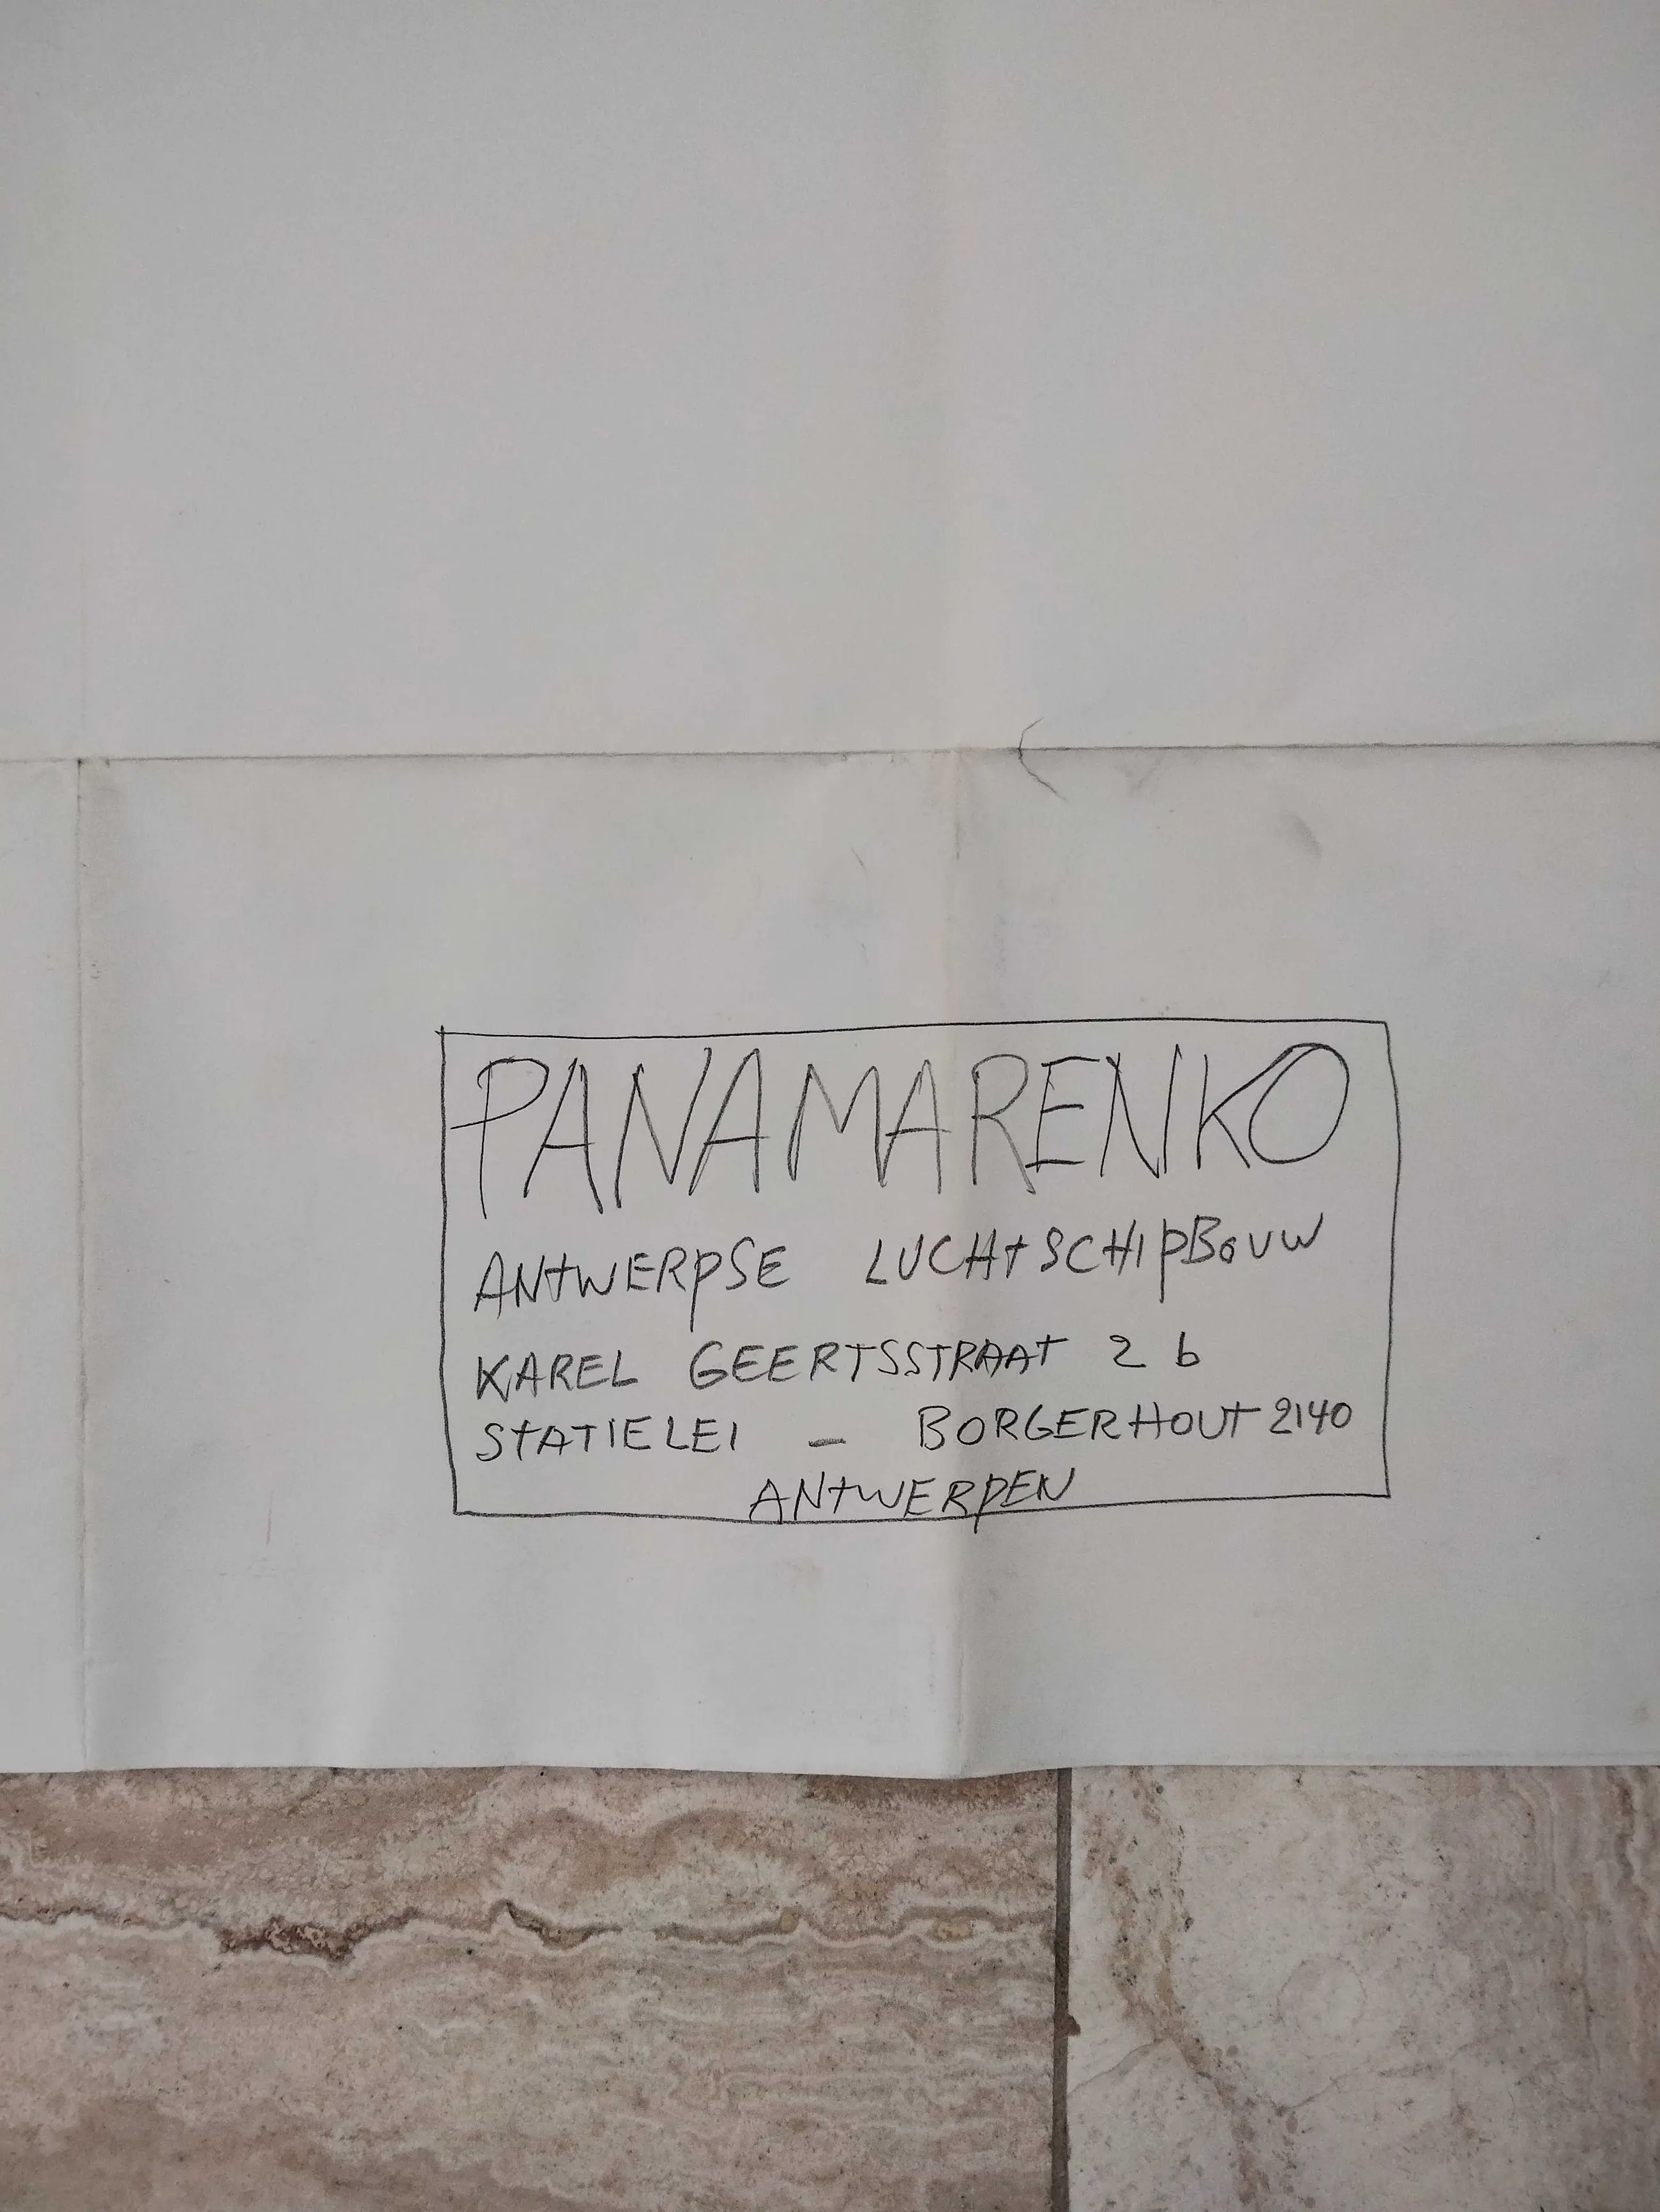 PANAMARENKO
ANTWERPSE LUCHTSCHIPBOUW
KAREL GEERTSSTRAAT 2 b
STATIELEI - BORGERHOUT 2140
ANTWERPEN